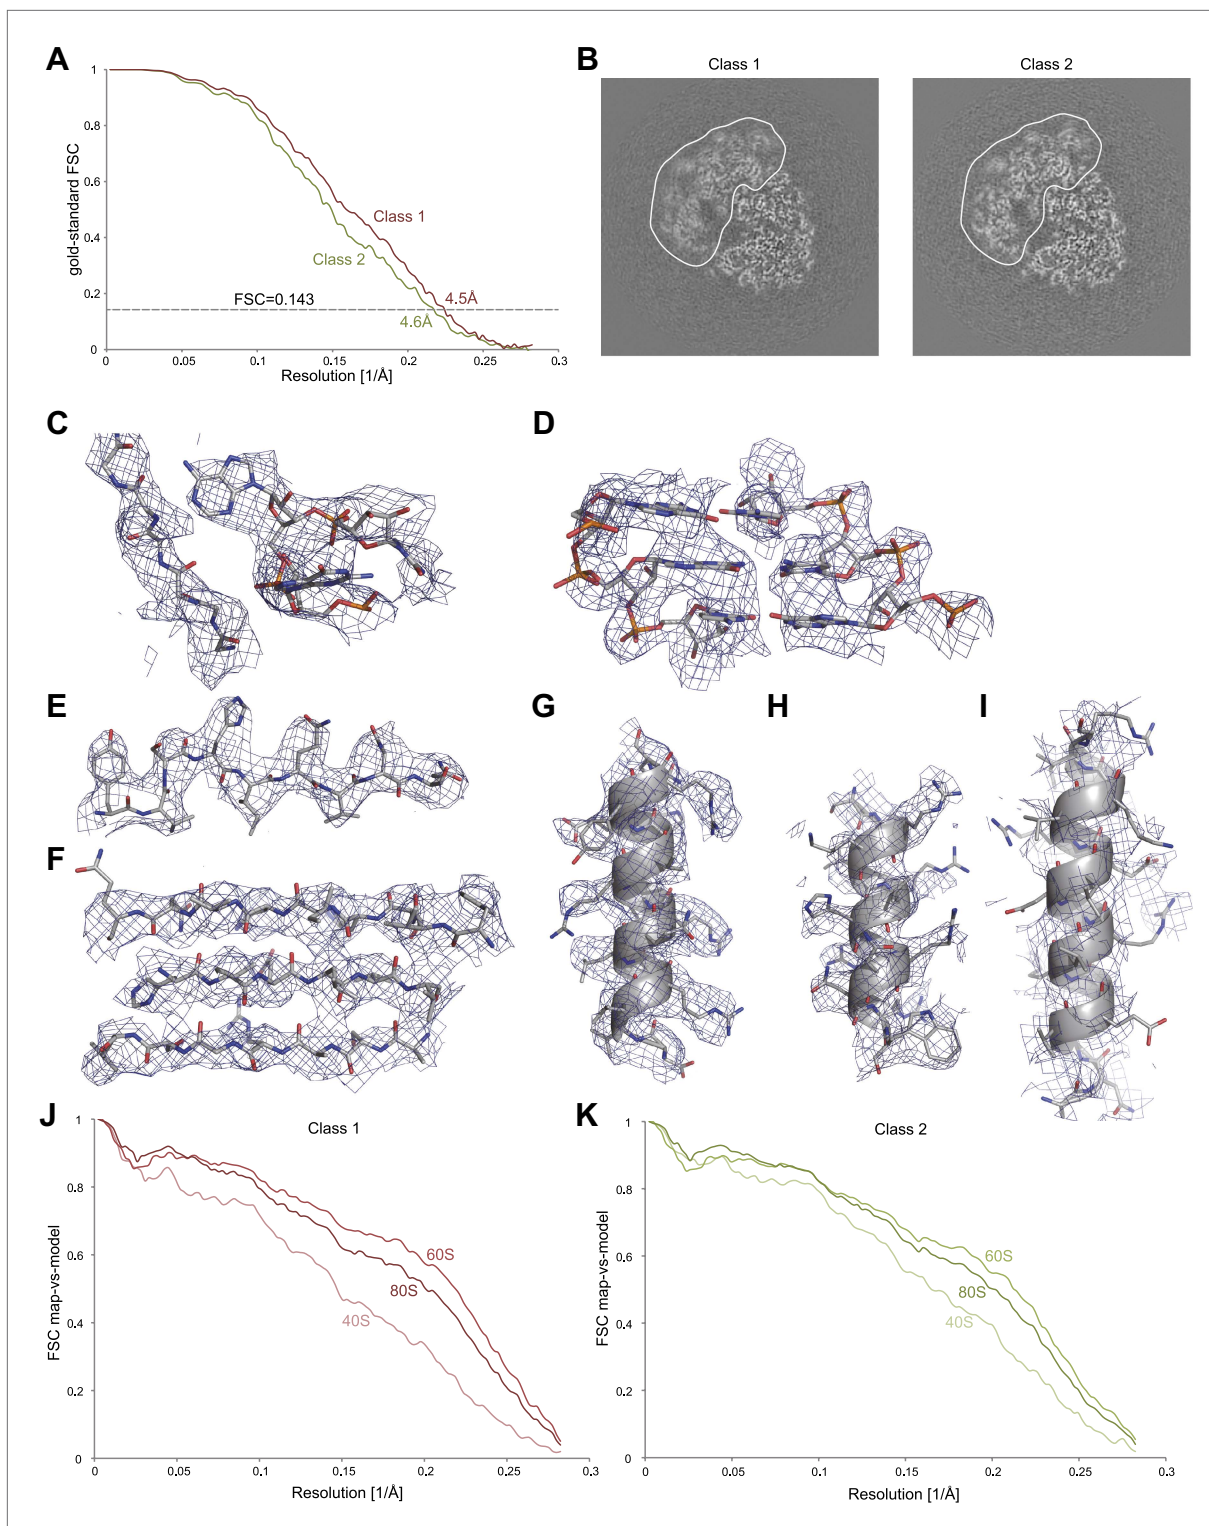 A
1
0.8
0.6
0.4
0.2
0
gold-standard FSC
Class 1
Class 2
FSC=0.143
4.5Å
4.6Å
0
0.05
0.1
0.15
0.2
0.25
0.3
Resolution [1/Å]
B
Class 1
Class 2
C
D
E
F
G
H
I
J
Class 1
1
0.8
0.6
0.4
0.2
0
FSC map-vs-model
60S
80S
40S
0
0.05
0.1
0.15
0.2
0.25
0.3
Resolution [1/Å]
K
Class 2
1
0.8
0.6
0.4
0.2
0
FSC map-vs-model
60S
80S
40S
0
0.05
0.1
0.15
0.2
0.25
0.3
Resolution [1/Å]